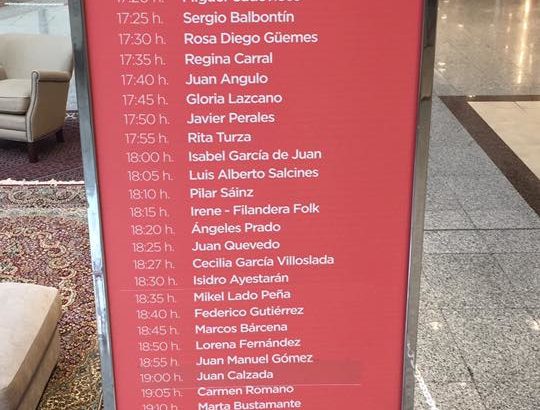 17:25 h. Sergio Balbontín
17:30 h. Rosa Diego Güemes
17:35 h. Regina Carral
17:40 h. Juan Angulo
17:45 h. Gloria Lazcano
17:50 h. Javier Perales
17:55 h. Rita Turza
18:00 h. Isabel García de Juan
18:05 h. Luis Alberto Salcines
18:10 h. Pilar Sáinz
18:15 h. Irene - Filandera Folk
18:20 h. Ángeles Prado
18:25 h. Juan Quevedo
18:27 h. Cecilia García Villoslada
18:30 h. Isidro Ayestarán
18:35 h. Mikel Lado Peña
18:40 h. Federico Gutiérrez
18:45 h. Marcos Bárcena
18:50 h. Lorena Fernández
18:55 h. Juan Manuel Gómez
19:00 h. Juan Calzada
19:05 h. Carmen Romano
19:10 h. Marta Bustamante